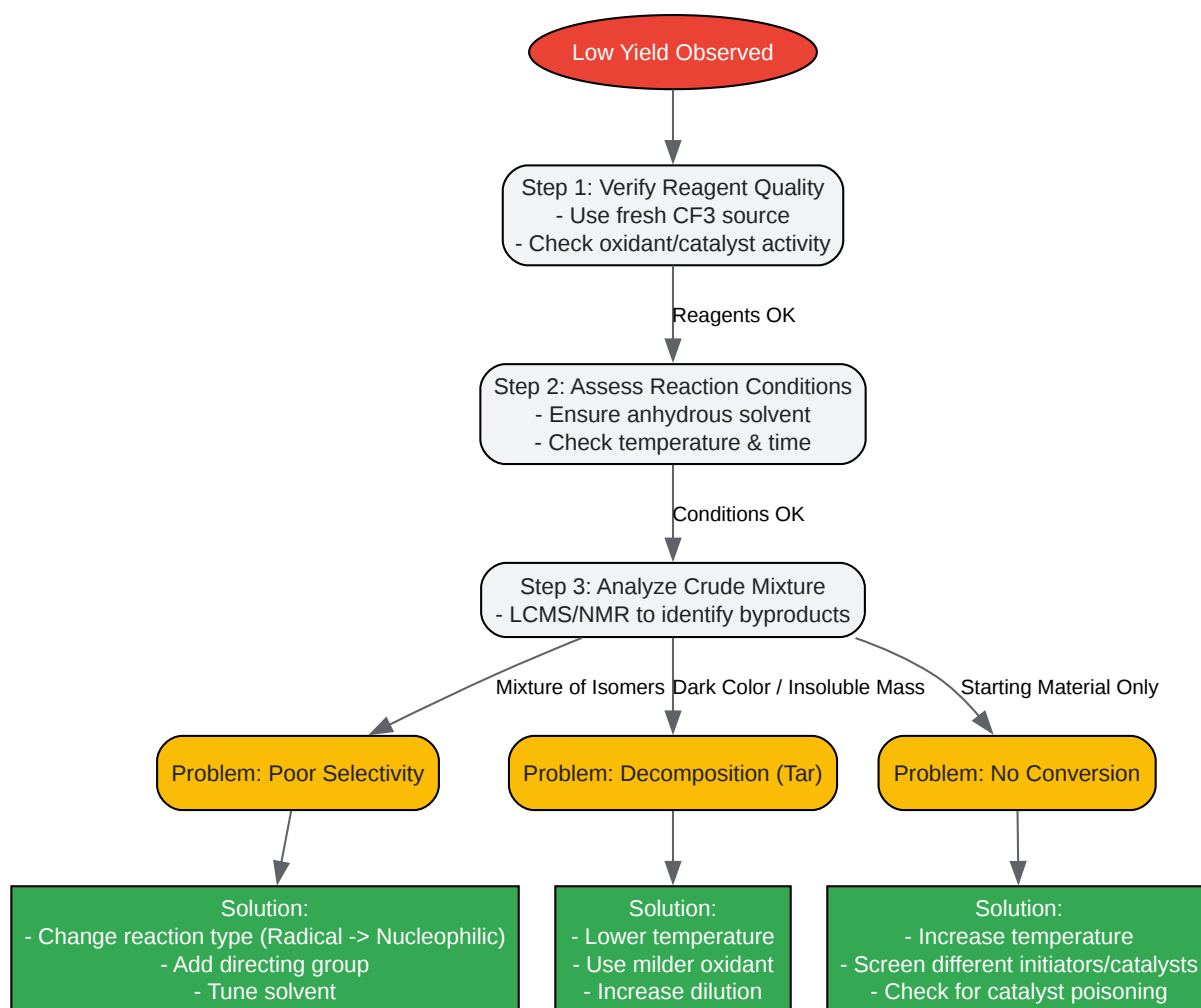 Low Yield Observed
Step 1: Verify Reagent Quality
- Use fresh CF3 source
- Check oxidant/catalyst activity
Reagents OK
Step 2: Assess Reaction Conditions
- Ensure anhydrous solvent
- Check temperature & time
Conditions OK
Step 3: Analyze Crude Mixture
- LCMS/NMR to identify byproducts
Mixture of Isomers
Dark Color / Insoluble Mass
Starting Material Only
Problem: Poor Selectivity
Problem: Decomposition (Tar)
Problem: No Conversion
Solution:
- Change reaction type (Radical -> Nucleophilic)
- Add directing group
- Tune solvent
Solution:
- Lower temperature
- Use milder oxidant
- Increase dilution
Solution:
- Increase temperature
- Screen different initiators/catalysts
- Check for catalyst poisoning